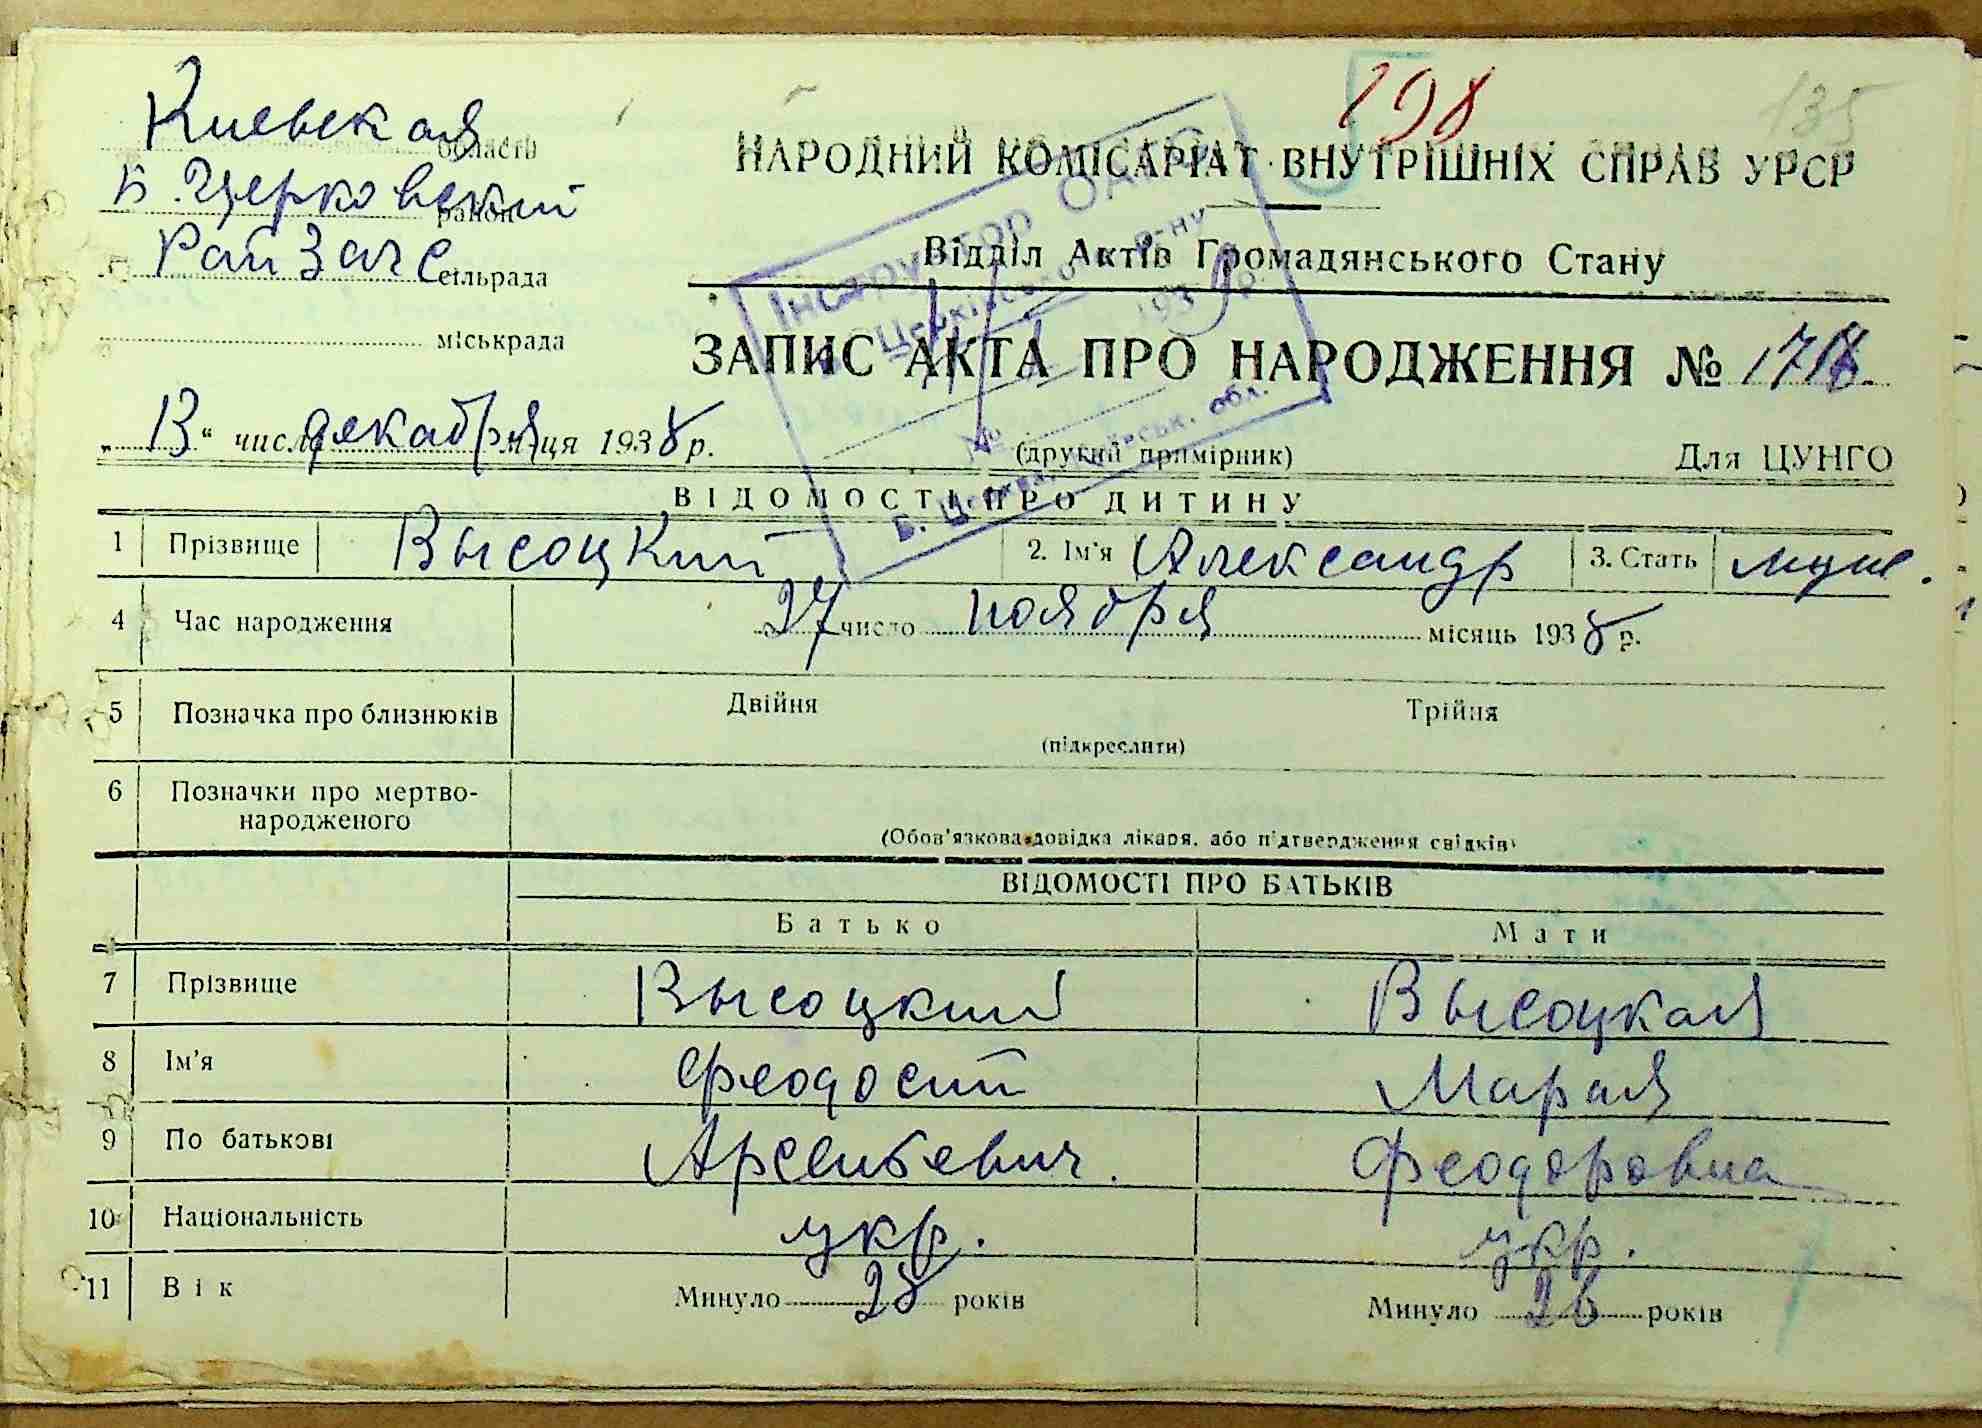 Киевская область
Б. Церковский район
РайЗагс сільрада
міськрада
198
135
НАРОДНИЙ КОМІСАРІАТ ВНУТРІШНІХ СПРАВ УРСР
Відділ Актів Громадянського Стану
ЗАПИС АКТА ПРО НАРОДЖЕННЯ №
„13“ числа декабря м-ця 1938 р.
(другий примірник)
Для ЦУНГО
ВІДОМОСТІ ПРО ДИТИНУ
1 Прізвище Высоцкий 2. Ім'я Александр 3. Стать муж.
4 Час народження 27 число ноября місяць 1938 р.
5 Позначка про близнюків Двійня Трійня
(підкреслити)
6 Позначки про мертво-
народженого
(Обов'язкова довідка лікаря, або підтвердження свідків)
ВІДОМОСТІ ПРО БАТЬКІВ
Батько Мати
7 Прізвище Высоцкий Высоцкая
8 Ім'я Феодосий Мария
9 По батькові Арсентьевич. Феодоровна
10 Національність укр. укр.
11 Вік Минуло 28 років Минуло 26 років